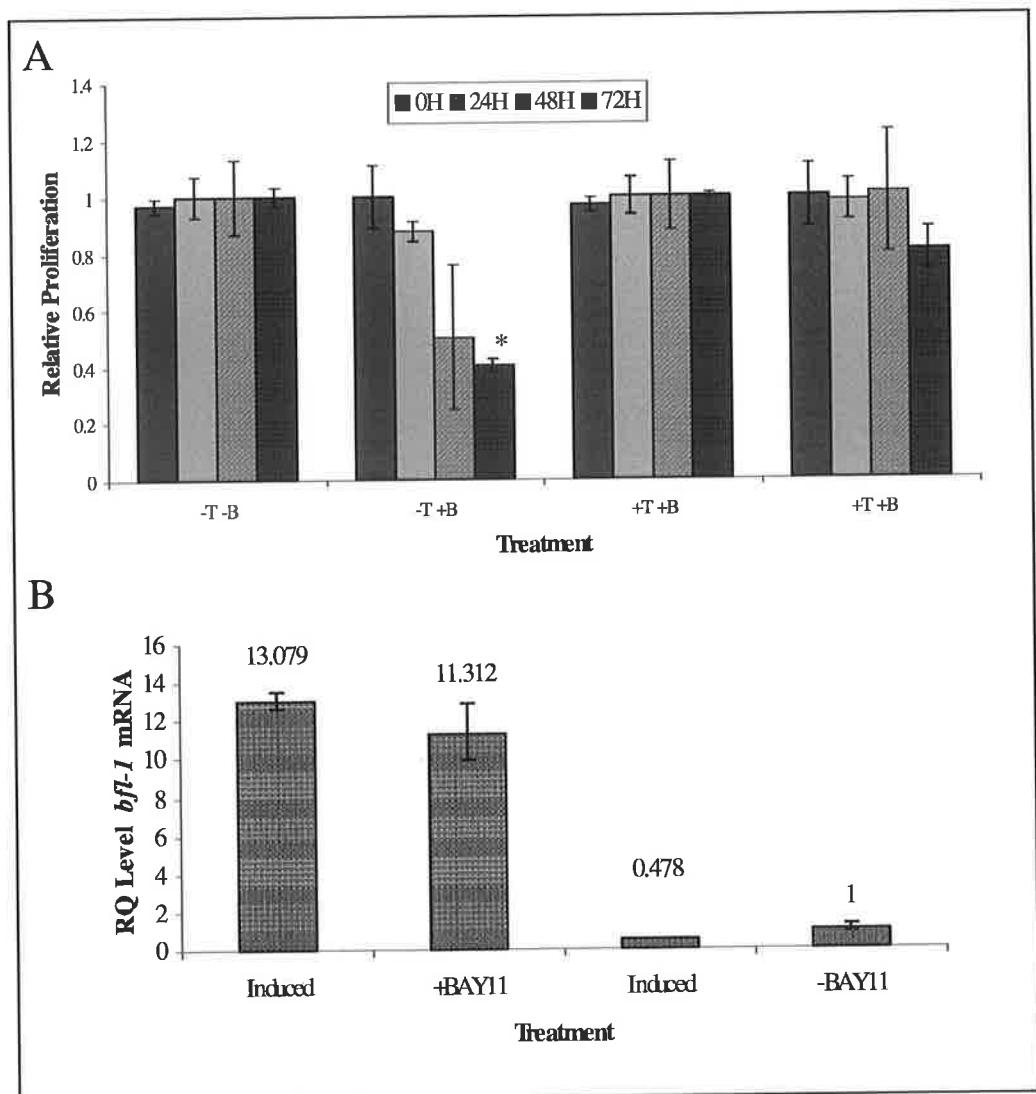 A
1.4
0H 24H 48H 72H
1.2
1
0.8
0.6
0.4
0.2
0
*
Relative Proliferation
-T -B -T +B +T +B +T +B
Treatment
B
16
14
12
10
8
6
4
2
0
13.079
11.312
0.478
1
RQ Level bfl-1 mRNA
Induced +BAY11 Induced -BAY11
Treatment